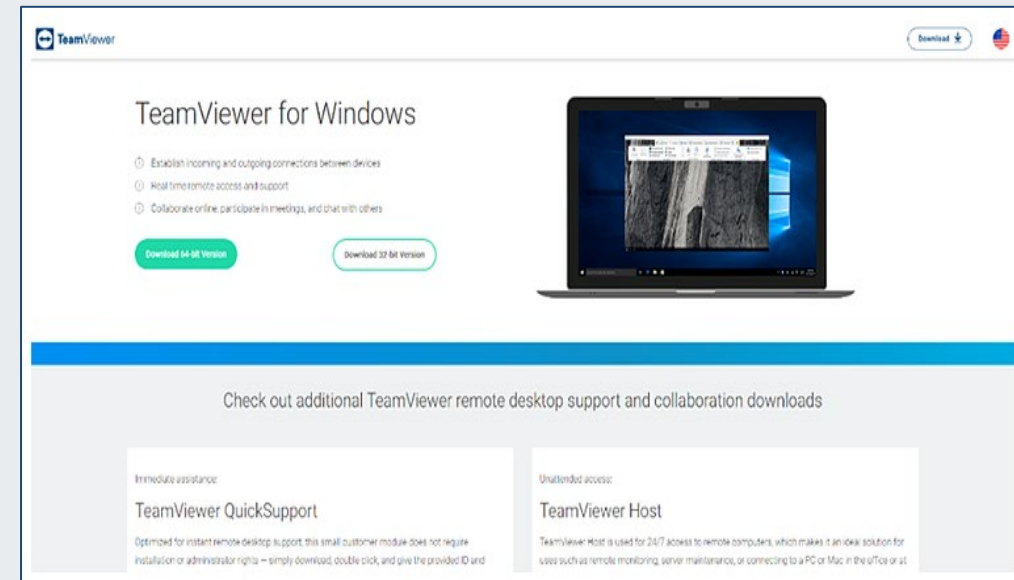 TeamViewer
Download
TeamViewer for Windows
Establish incoming and outgoing connections between devices
Real time remote access and support
Collaborate online, participate in meetings, and chat with others
Download 64-bit Version
Download 32-bit Version
Check out additional TeamViewer remote desktop support and collaboration downloads
Immediate assistance:
TeamViewer QuickSupport
Optimized for instant remote desktop support, this small customer module does not require
installation or administrator rights — simply download, double click, and give the provided ID and
Unattended access:
TeamViewer Host
TeamViewer Host is used for 24/7 access to remote computers, which makes it an ideal solution for
uses such as remote monitoring, server maintenance, or connecting to a PC or Mac in the office or at